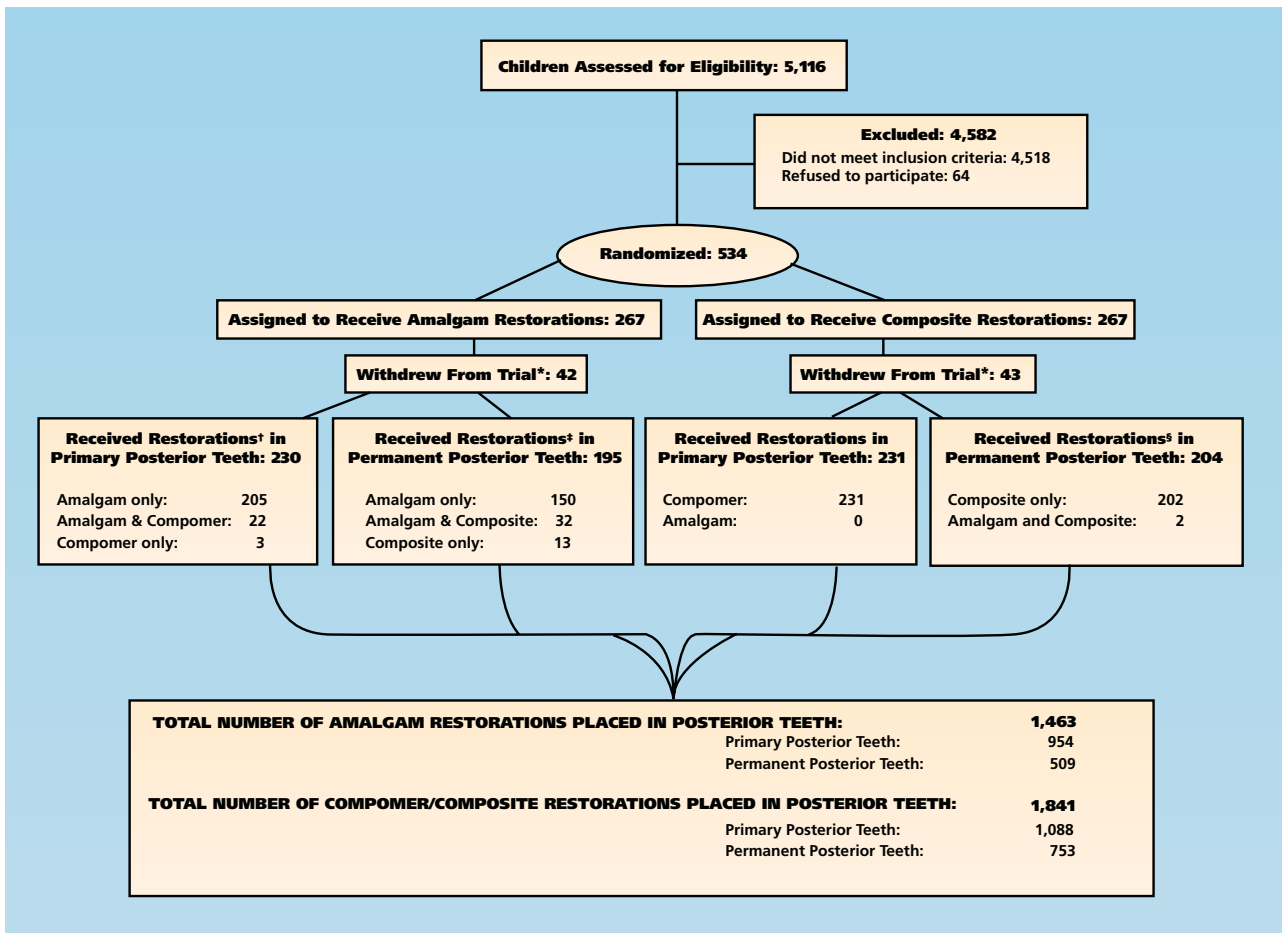 Children Assessed for Eligibility: 5,116
Excluded: 4,582
Did not meet inclusion criteria: 4,518
Refused to participate: 64
Randomized: 534
Assigned to Receive Amalgam Restorations: 267
Assigned to Receive Composite Restorations: 267
Withdrew From Trial*: 42
Withdrew From Trial*: 43
Received Restorations† in
Primary Posterior Teeth: 230
Amalgam only: 205
Amalgam & Compomer: 22
Compomer only: 3
Received Restorations‡ in
Permanent Posterior Teeth: 195
Amalgam only: 150
Amalgam & Composite: 32
Composite only: 13
Received Restorations in
Primary Posterior Teeth: 231
Compomer: 231
Amalgam: 0
Received Restorations§ in
Permanent Posterior Teeth: 204
Composite only: 202
Amalgam and Composite: 2
TOTAL NUMBER OF AMALGAM RESTORATIONS PLACED IN POSTERIOR TEETH: 1,463
Primary Posterior Teeth: 954
Permanent Posterior Teeth: 509
TOTAL NUMBER OF COMPOMER/COMPOSITE RESTORATIONS PLACED IN POSTERIOR TEETH: 1,841
Primary Posterior Teeth: 1,088
Permanent Posterior Teeth: 753